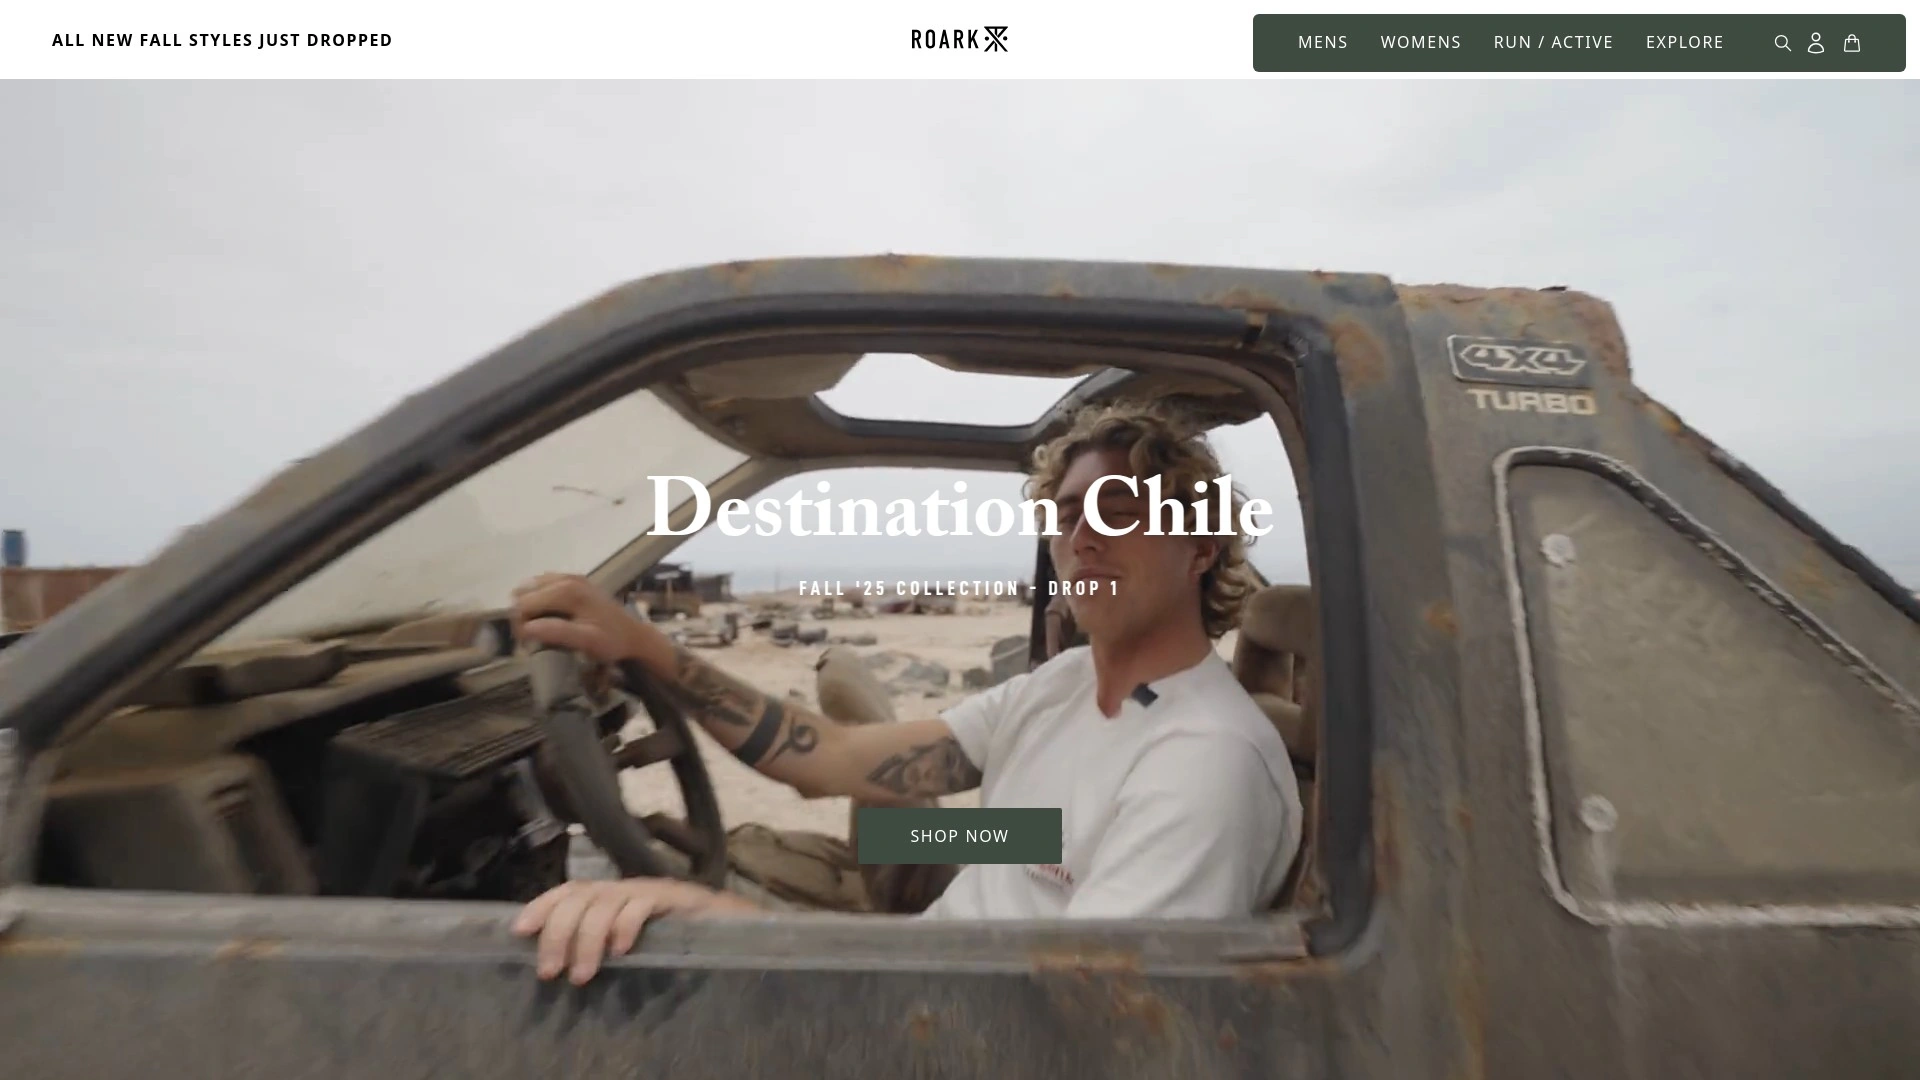 ALL NEW FALL STYLES JUST DROPPED
ROARK
MENS WOMENS RUN / ACTIVE EXPLORE
4X4
TURBO
Destination Chile
FALL '25 COLLECTION - DROP 1
SHOP NOW